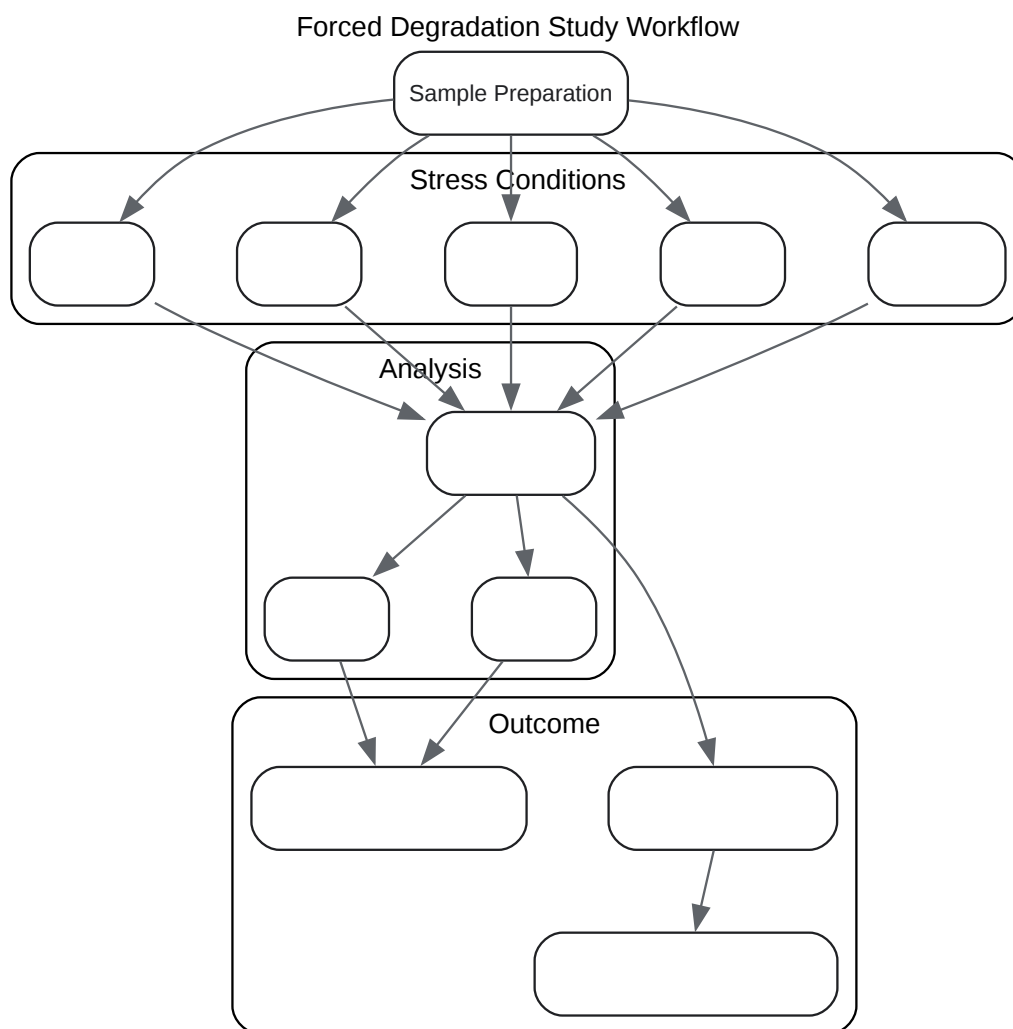 Forced Degradation Study Workflow
Sample Preparation
Stress Conditions
Analysis
Outcome